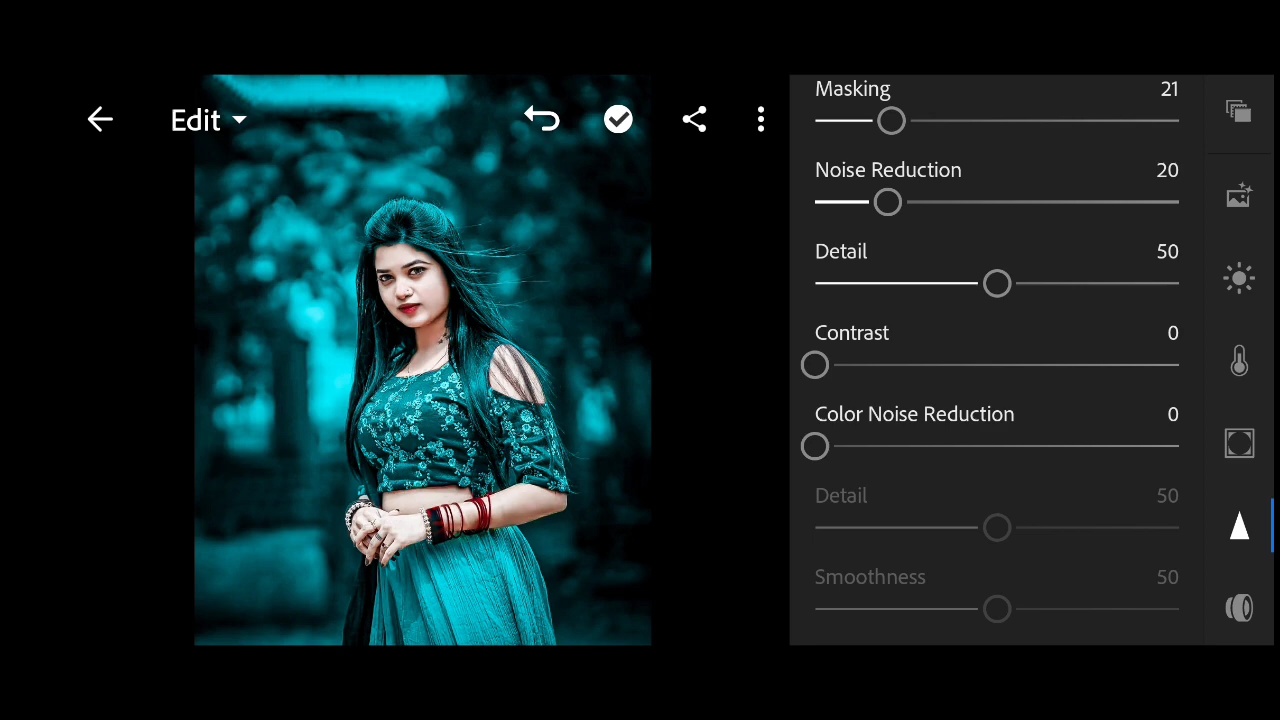 Edit
Masking 21
Noise Reduction 20
Detail 50
Contrast 0
Color Noise Reduction 0
Detail 50
Smoothness 50